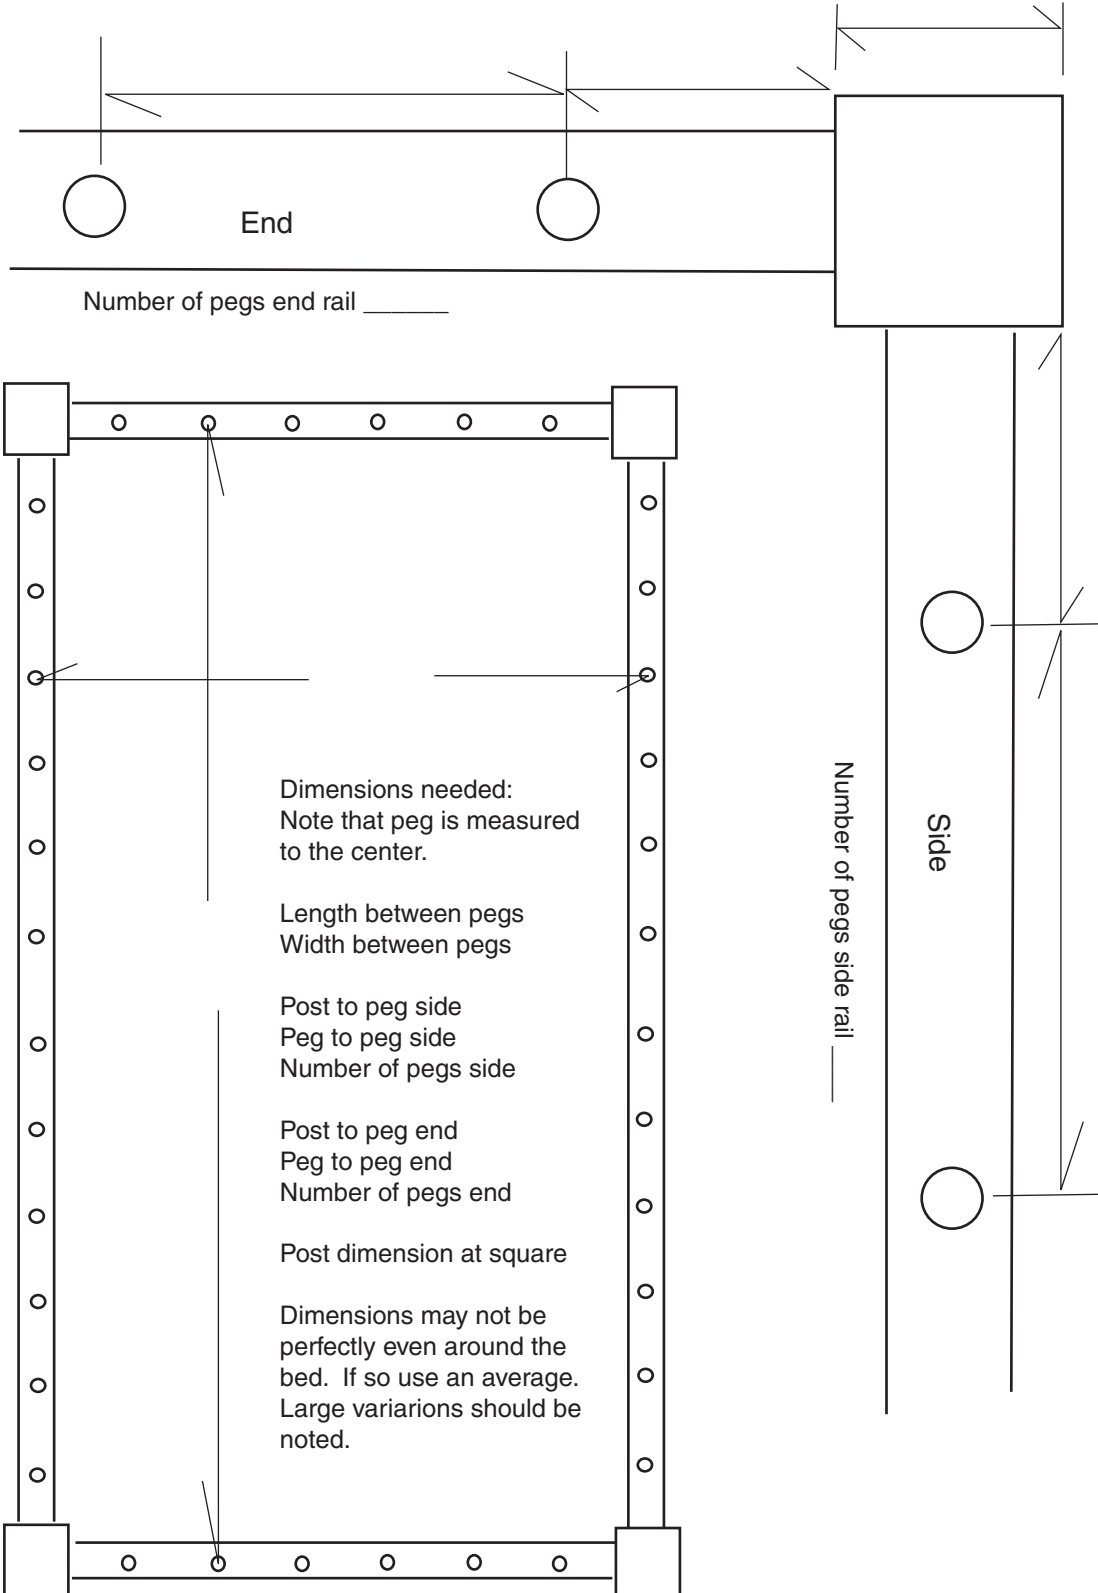 End
Number of pegs end rail ______
Dimensions needed:
Note that peg is measured
to the center.
Length between pegs
Width between pegs
Post to peg side
Peg to peg side
Number of pegs side
Post to peg end
Peg to peg end
Number of pegs end
Post dimension at square
Dimensions may not be
perfectly even around the
bed.  If so use an average.
Large variarions should be
noted.
Number of pegs side rail ____
Side